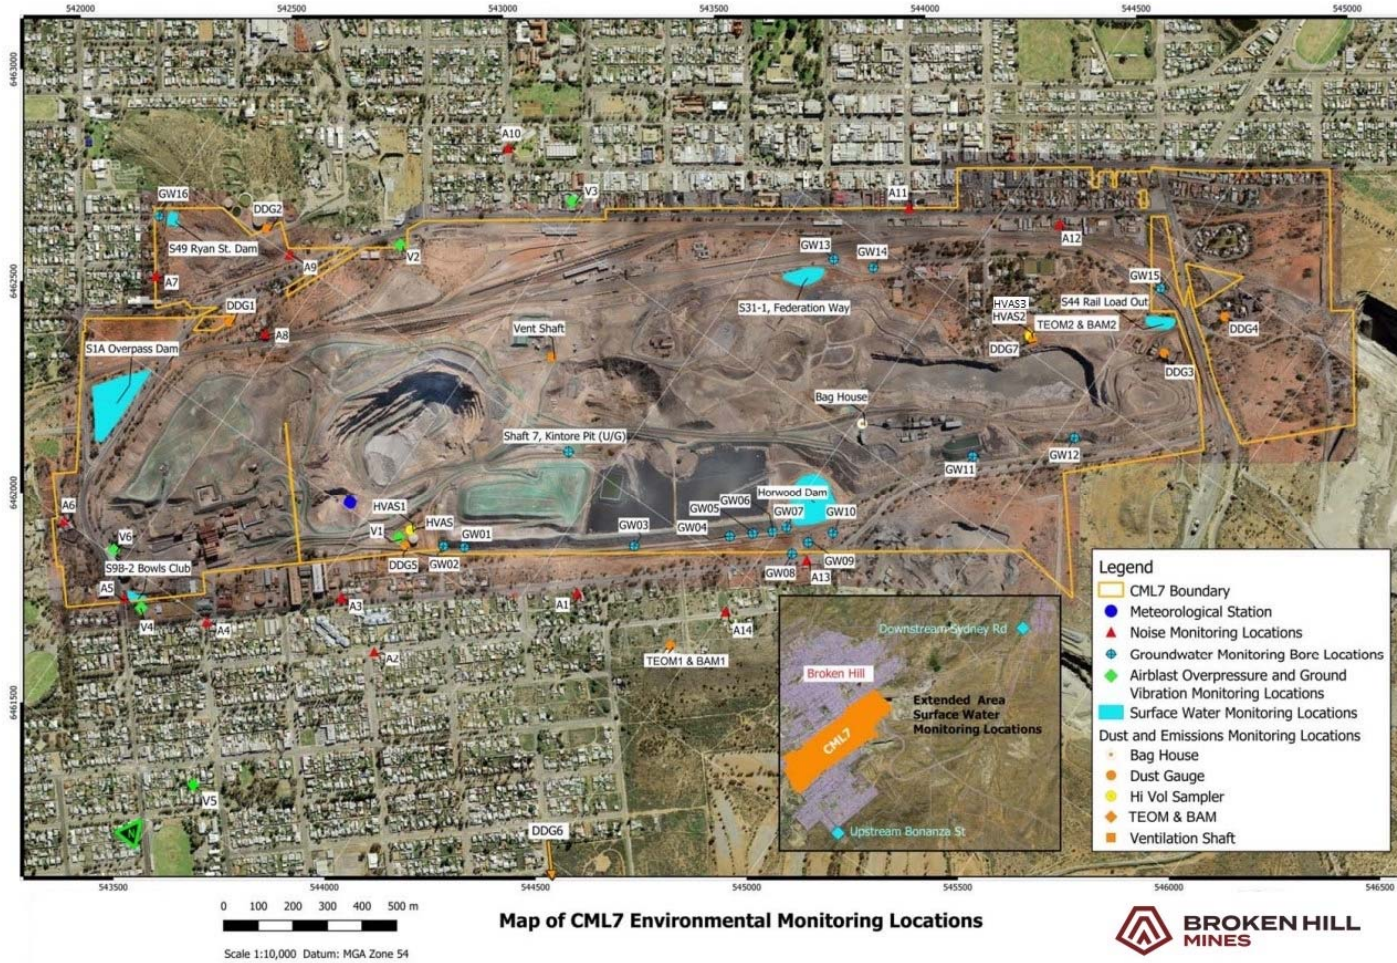 542000
542500
543000
543500
544000
544500
545000
6463000
6462500
6462000
6461500
A10
GW16
DDG2
V3
A11
S49 Ryan St. Dam
A9
V2
GW13
GW14
A12
A7
GW15
DDG1
S31-1, Federation Way
HVAS3
S44 Rail Load Out
HVAS2
TEOM2 & BAM2
Vent Shaft
A8
DDG7
DDG4
S1A Overpass Dam
DDG3
Bag House
Shaft 7, Kintore Pit (U/G)
GW12
GW11
Horwood Dam
A6
HVAS1
HVAS
GW06
GW05
GW07
GW10
V1
GW01
GW03
GW04
V6
DDG5
GW02
GW09
S9B-2 Bowls Club
GW08
A13
A5
V4
A4
A3
A1
A14
A2
TEOM1 & BAM1
V5
N
DDG6
Downstream Sydney Rd
Broken Hill
Extended Area
Surface Water
Monitoring Locations
CML7
Upstream Bonanza St
Legend
CML7 Boundary
Meteorological Station
Noise Monitoring Locations
Groundwater Monitoring Bore Locations
Airblast Overpressure and Ground
Vibration Monitoring Locations
Surface Water Monitoring Locations
Dust and Emissions Monitoring Locations
Bag House
Dust Gauge
Hi Vol Sampler
TEOM & BAM
Ventilation Shaft
543500
544000
544500
545000
545500
546000
546500
0 100 200 300 400 500 m
Scale 1:10,000 Datum: MGA Zone 54
Map of CML7 Environmental Monitoring Locations
BROKEN HILL
MINES